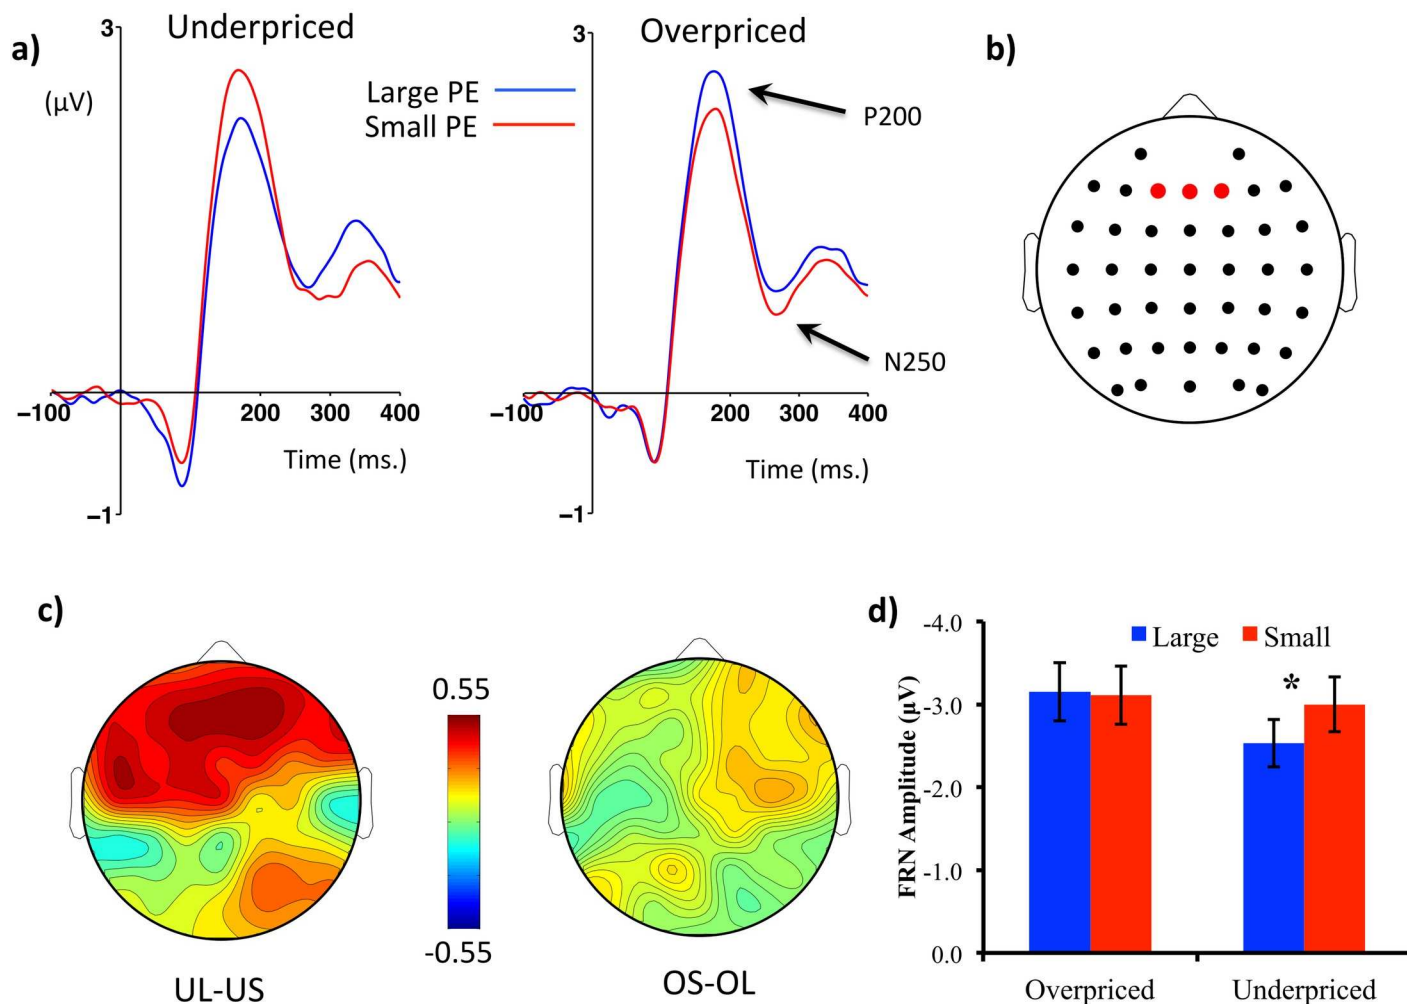 a)
Underpriced
3
(µV)
Large PE
Small PE
−100
200
300
400
Time (ms.)
−1
Overpriced
3
P200
N250
−100
200
300
400
Time (ms.)
−1
b)
c)
0.55
-0.55
UL-US
OS-OL
d)
Large
Small
*
FRN Amplitude (µV)
-4.0
-3.0
-2.0
-1.0
0.0
Overpriced
Underpriced